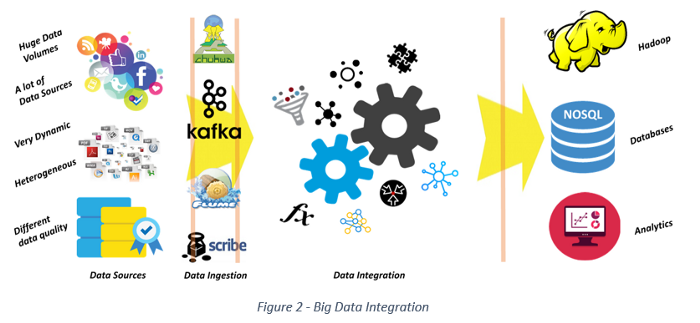 Huge Data
Volumes
A lot of
Data Sources
Very Dynamic
Heterogeneous
Different
data quality
chukwa
kafka
FLUME
scribe
fx
Hadoop
NOSQL
Databases
Analytics
Data Sources
Data Ingestion
Data Integration
Figure 2 - Big Data Integration